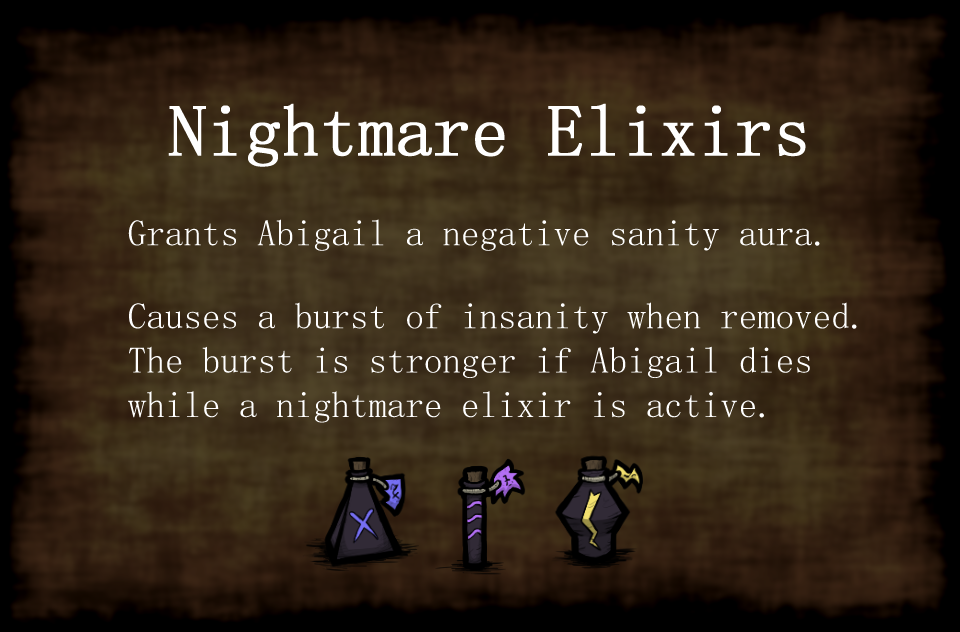 Nightmare Elixirs
Grants Abigail a negative sanity aura.
Causes a burst of insanity when removed.
The burst is stronger if Abigail dies
while a nightmare elixir is active.